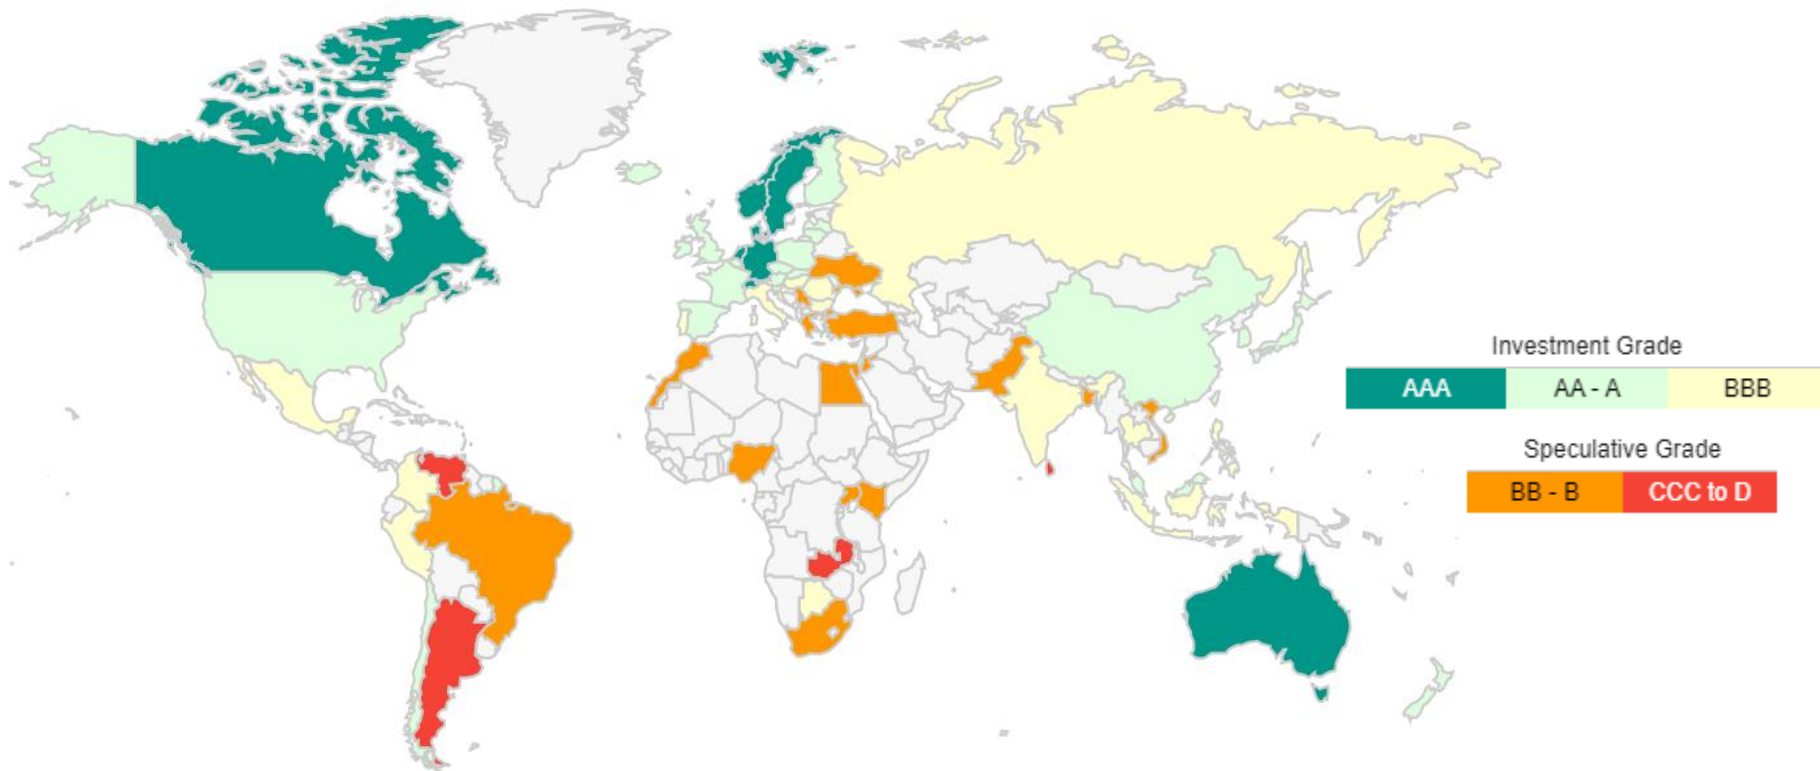 Investment Grade
AAA AA - A BBB
Speculative Grade
BB - B CCC to D